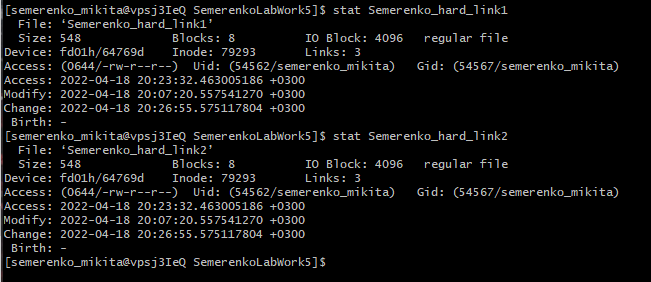 [semerenko_mikita@vpsj3IeQ SemerenkoLabWork5]$ stat Semerenko_hard_link1
  File: ‘Semerenko_hard_link1’
  Size: 548             Blocks: 8          IO Block: 4096   regular file
Device: fd01h/64769d    Inode: 79293       Links: 3
Access: (0644/-rw-r--r--)  Uid: (54562/semerenko_mikita)   Gid: (54567/semerenko_mikita)
Access: 2022-04-18 20:23:32.463005186 +0300
Modify: 2022-04-18 20:07:20.557541270 +0300
Change: 2022-04-18 20:26:55.575117804 +0300
 Birth: -
[semerenko_mikita@vpsj3IeQ SemerenkoLabWork5]$ stat Semerenko_hard_link2
  File: ‘Semerenko_hard_link2’
  Size: 548             Blocks: 8          IO Block: 4096   regular file
Device: fd01h/64769d    Inode: 79293       Links: 3
Access: (0644/-rw-r--r--)  Uid: (54562/semerenko_mikita)   Gid: (54567/semerenko_mikita)
Access: 2022-04-18 20:23:32.463005186 +0300
Modify: 2022-04-18 20:07:20.557541270 +0300
Change: 2022-04-18 20:26:55.575117804 +0300
 Birth: -
[semerenko_mikita@vpsj3IeQ SemerenkoLabWork5]$